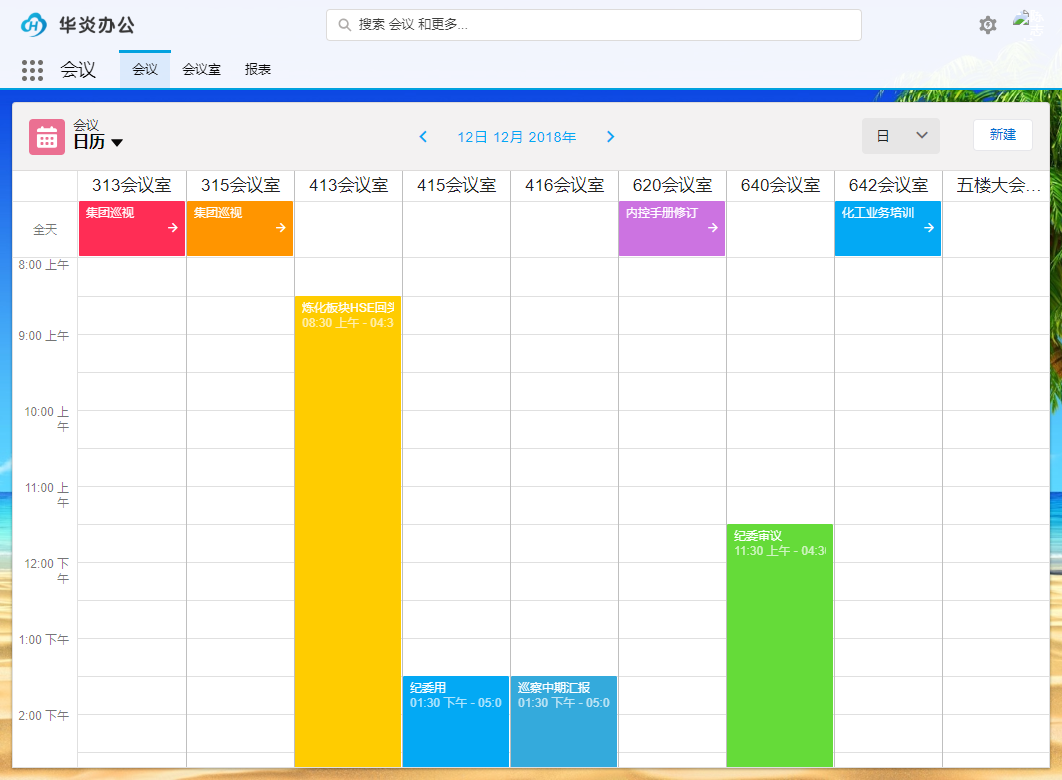 华炎办公
搜索 会议 和更多...
会议
会议
会议室
报表
会议
日历
12日 12月 2018年
日
新建
313会议室
315会议室
413会议室
415会议室
416会议室
620会议室
640会议室
642会议室
五楼大会...
全天
集团巡视
集团巡视
内控手册修订
化工业务培训
8:00 上午
炼化板块HSE回头
08:30 上午 - 04:3
9:00 上午
10:00 上
午
11:00 上
午
纪委审议
11:30 上午 - 04:30
12:00 下
午
1:00 下午
纪委用
01:30 下午 - 05:0
巡察中期汇报
01:30 下午 - 05:0
2:00 下午